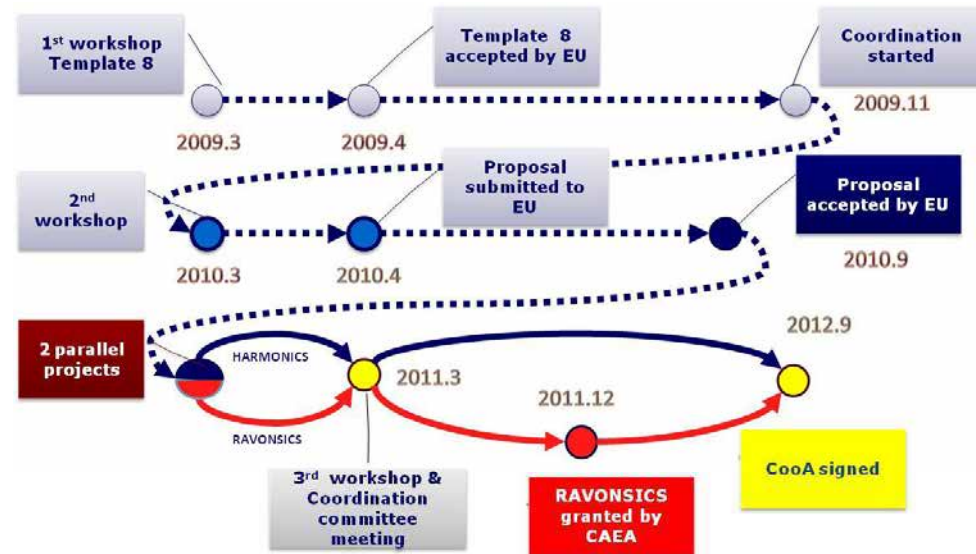 1st workshop
Template 8
Template 8
accepted by EU
Coordination
started
2009.3
2009.4
2009.11
2nd
workshop
Proposal
submitted to
EU
Proposal
accepted by EU
2010.3
2010.4
2010.9
2 parallel
projects
HARMONICS
RAVONSICS
2011.3
2011.12
2012.9
3rd workshop &
Coordination
committee
meeting
RAVONSICS
granted by
CAEA
CooA signed